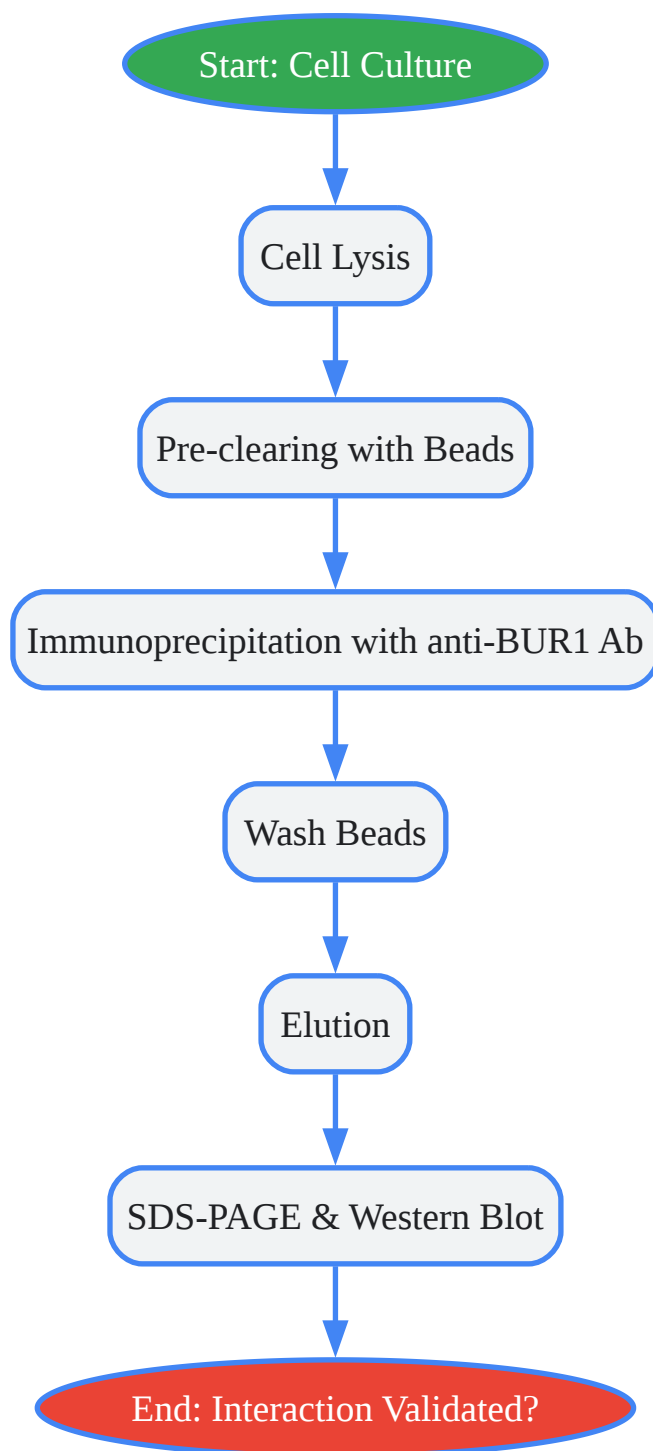 Start: Cell Culture
Cell Lysis
Pre-clearing with Beads
Immunoprecipitation with anti-BUR1 Ab
Wash Beads
Elution
SDS-PAGE & Western Blot
End: Interaction Validated?